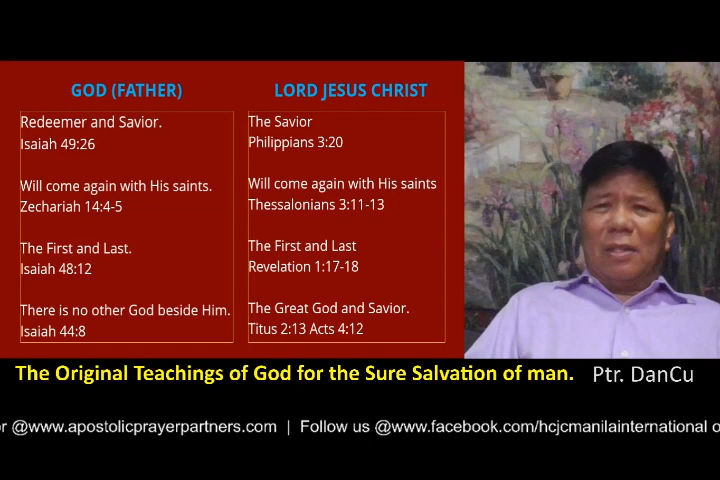 GOD (FATHER)
Redeemer and Savior.
Isaiah 49:26
Will come again with His saints.
Zechariah 14:4-5
The First and Last.
Isaiah 48:12
There is no other God beside Him.
Isaiah 44:8
LORD JESUS CHRIST
The Savior
Philippians 3:20
Will come again with His saints
Thessalonians 3:11-13
The First and Last
Revelation 1:17-18
The Great God and Savior.
Titus 2:13 Acts 4:12
The Original Teachings of God for the Sure Salvation of man. Ptr. DanCu
r @www.apostolicprayerpartners.com | Follow us @www.facebook.com/hcjcmanilainternational o